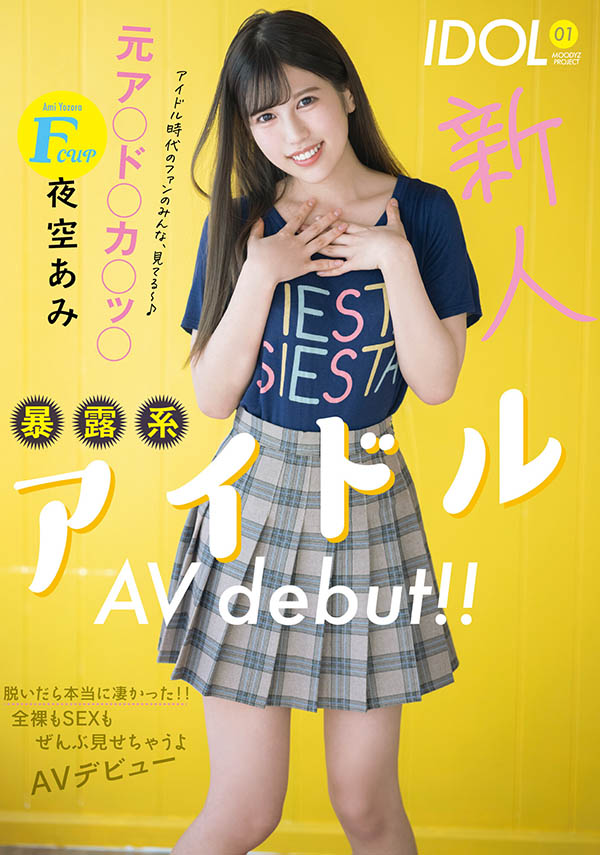 IDOL 01
MOODYZ
PROJECT
新人
アイドル時代のファンのみんな、見てる〜♪
元ア○ド○カ○ッ○
Ami Yozora
F CUP
夜空あみ
IEST
SIESTA
暴露系
アイドル
AV debut!!
脱いだら本当に凄かった!!
全裸もSEXも
ぜんぶ見せちゃうよ
AVデビュー